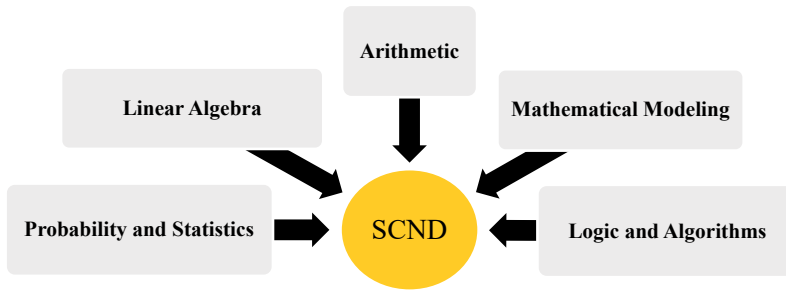 Arithmetic
Linear Algebra
Mathematical Modeling
Probability and Statistics
SCND
Logic and Algorithms